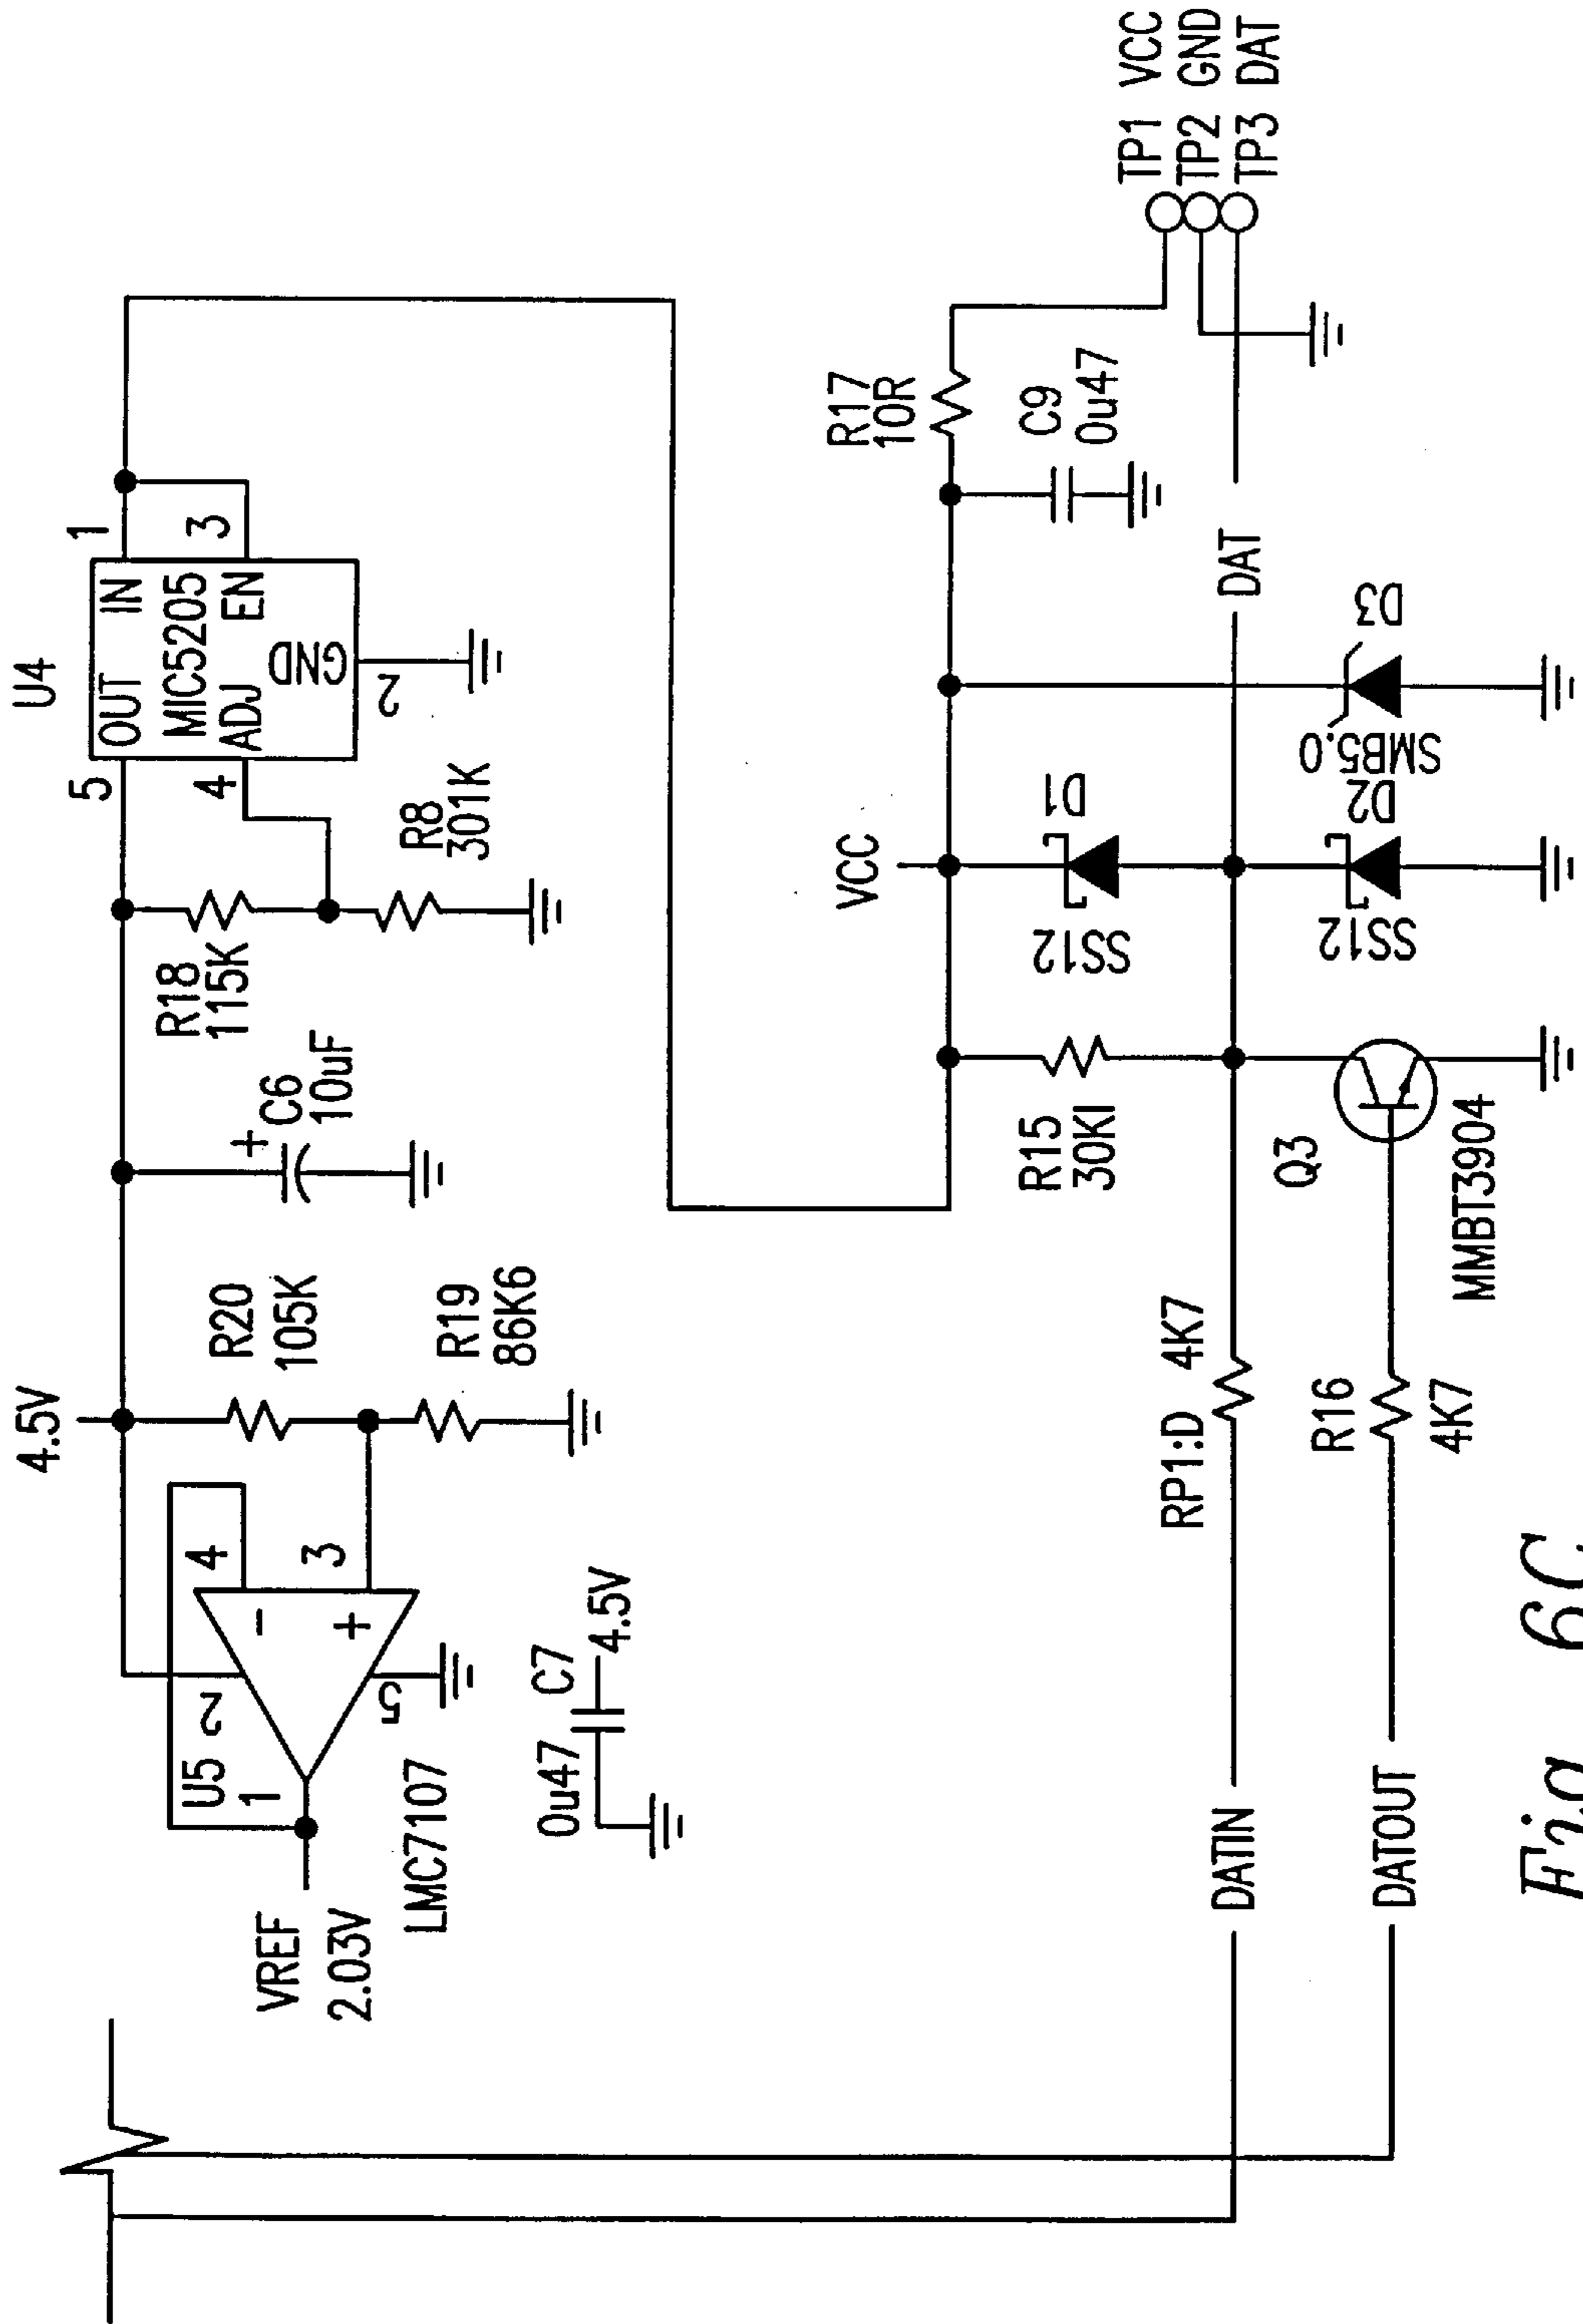 4.5V
U4
5
OUT
IN
1
MIC5205
4
ADJ
EN
3
GND
2
U5
2
4
3
1
-
+
5
VREF
2.03V
LMC7107
R20
105K
R19
86K6
+
C6
10uF
R18
115K
R8
301K
0u47
C7
4.5V
VCC
R17
10R
C9
0u47
TP1 VCC
TP2 GND
TP3 DAT
R15
30KI
SS12
D1
DAT
DATIN
RP1:D
4K7
SS12
D2
SMB5.0
D3
Q3
MMBT3904
DATOUT
R16
4K7
Fig. 6C